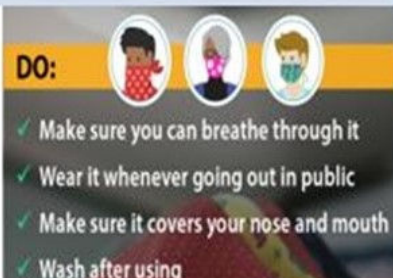 DO:
✓ Make sure you can breathe through it
✓ Wear it whenever going out in public
✓ Make sure it covers your nose and mouth
✓ Wash after using